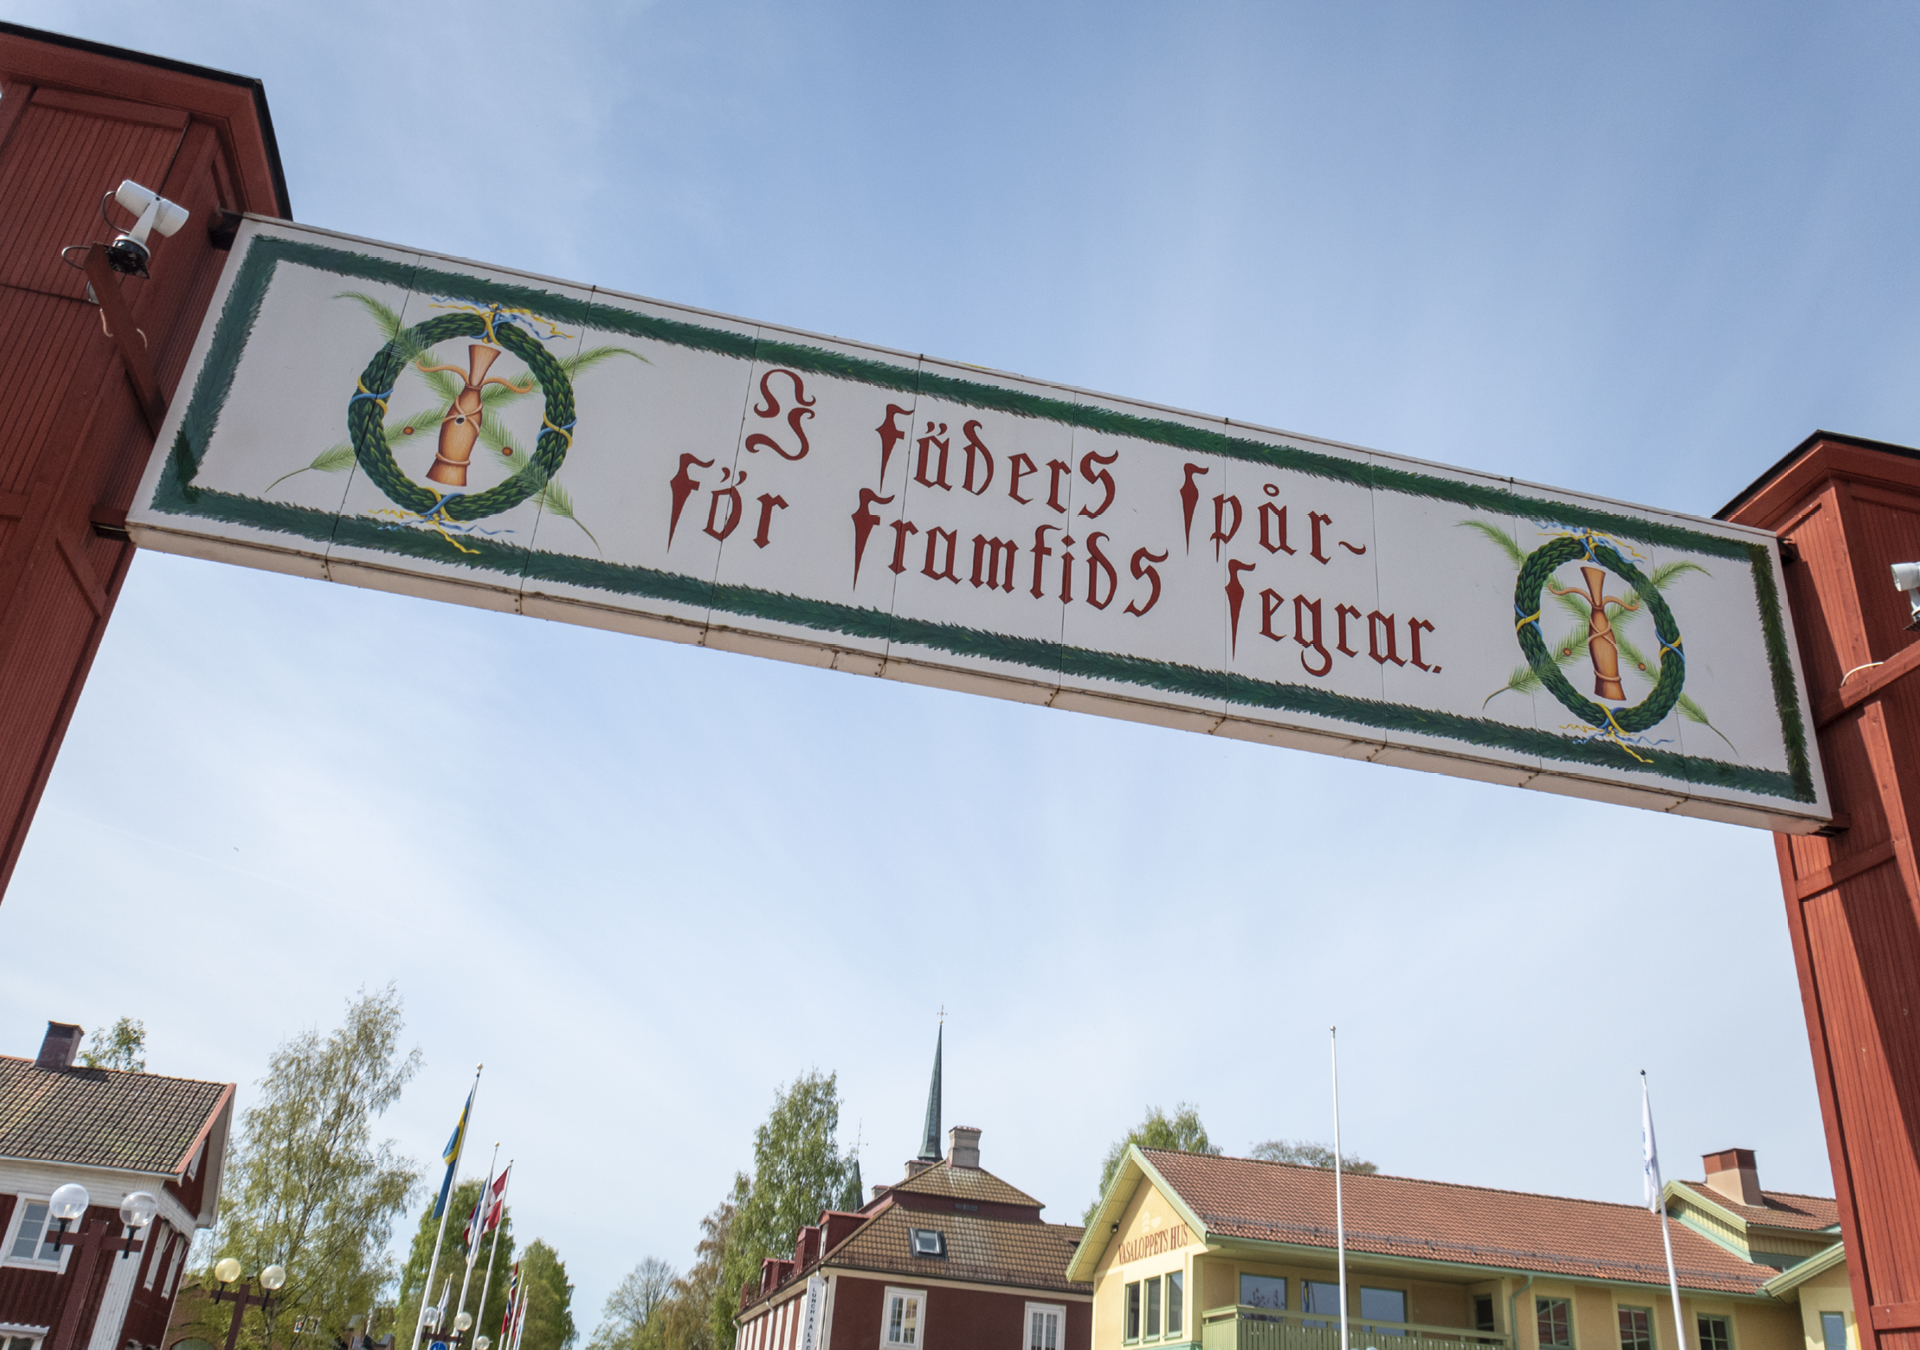 I fäders spår-
för framtids segrar.
VASALOPPETS HUS